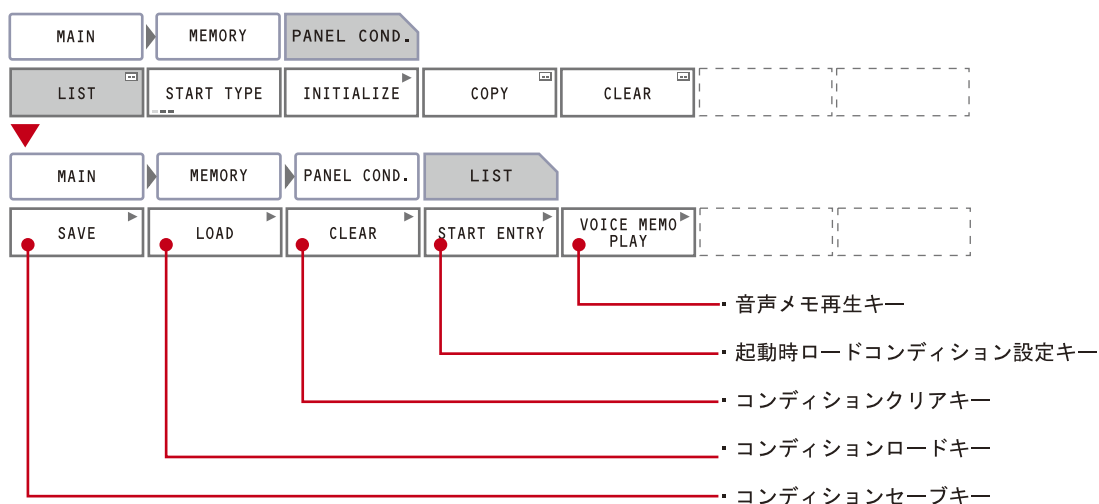 MAIN
MEMORY
PANEL COND.
LIST
START TYPE
INITIALIZE
COPY
CLEAR
MAIN
MEMORY
PANEL COND.
LIST
SAVE
LOAD
CLEAR
START ENTRY
VOICE MEMO
PLAY
・音声メモ再生キー
・起動時ロードコンディション設定キー
・コンディションクリアキー
・コンディションロードキー
・コンディションセーブキー